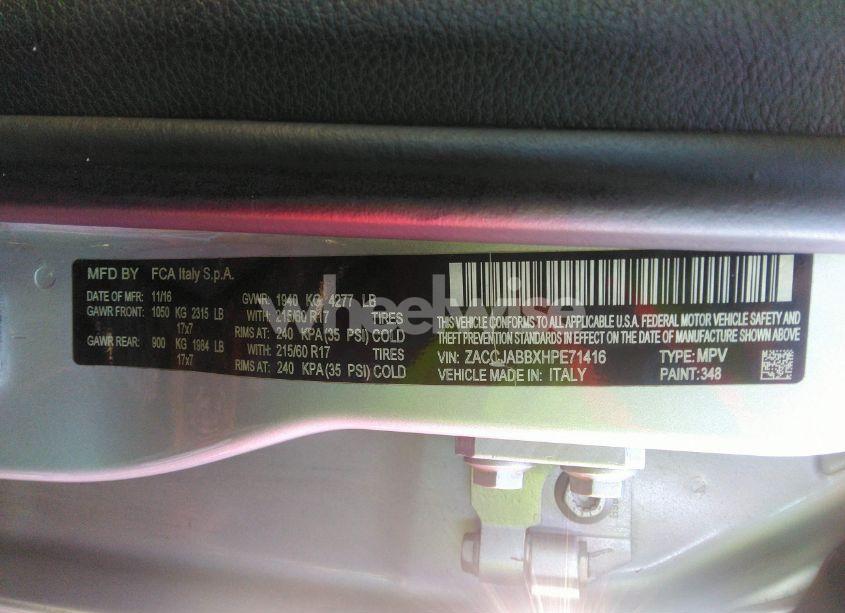 MFD BY FCA Italy S.p.A.
DATE OF MFR: 11/16 GVWR: 1940 KG 4277 LB
GAWR FRONT: 1050 KG 2315 LB WITH: 215/60 R17 TIRES
17x7 RIMS AT: 240 KPA(35 PSI) COLD
GAWR REAR: 900 KG 1984 LB WITH: 215/60 R17 TIRES
17x7 RIMS AT: 240 KPA(35 PSI) COLD
THIS VEHICLE CONFORMS TO ALL APPLICABLE U.S.A. FEDERAL MOTOR VEHICLE SAFETY AND
THEFT PREVENTION STANDARDS IN EFFECT ON THE DATE OF MANUFACTURE SHOWN ABOVE.
VIN: ZACCJABBXHPE71416 TYPE: MPV
VEHICLE MADE IN: ITALY PAINT: 348
wheelwise